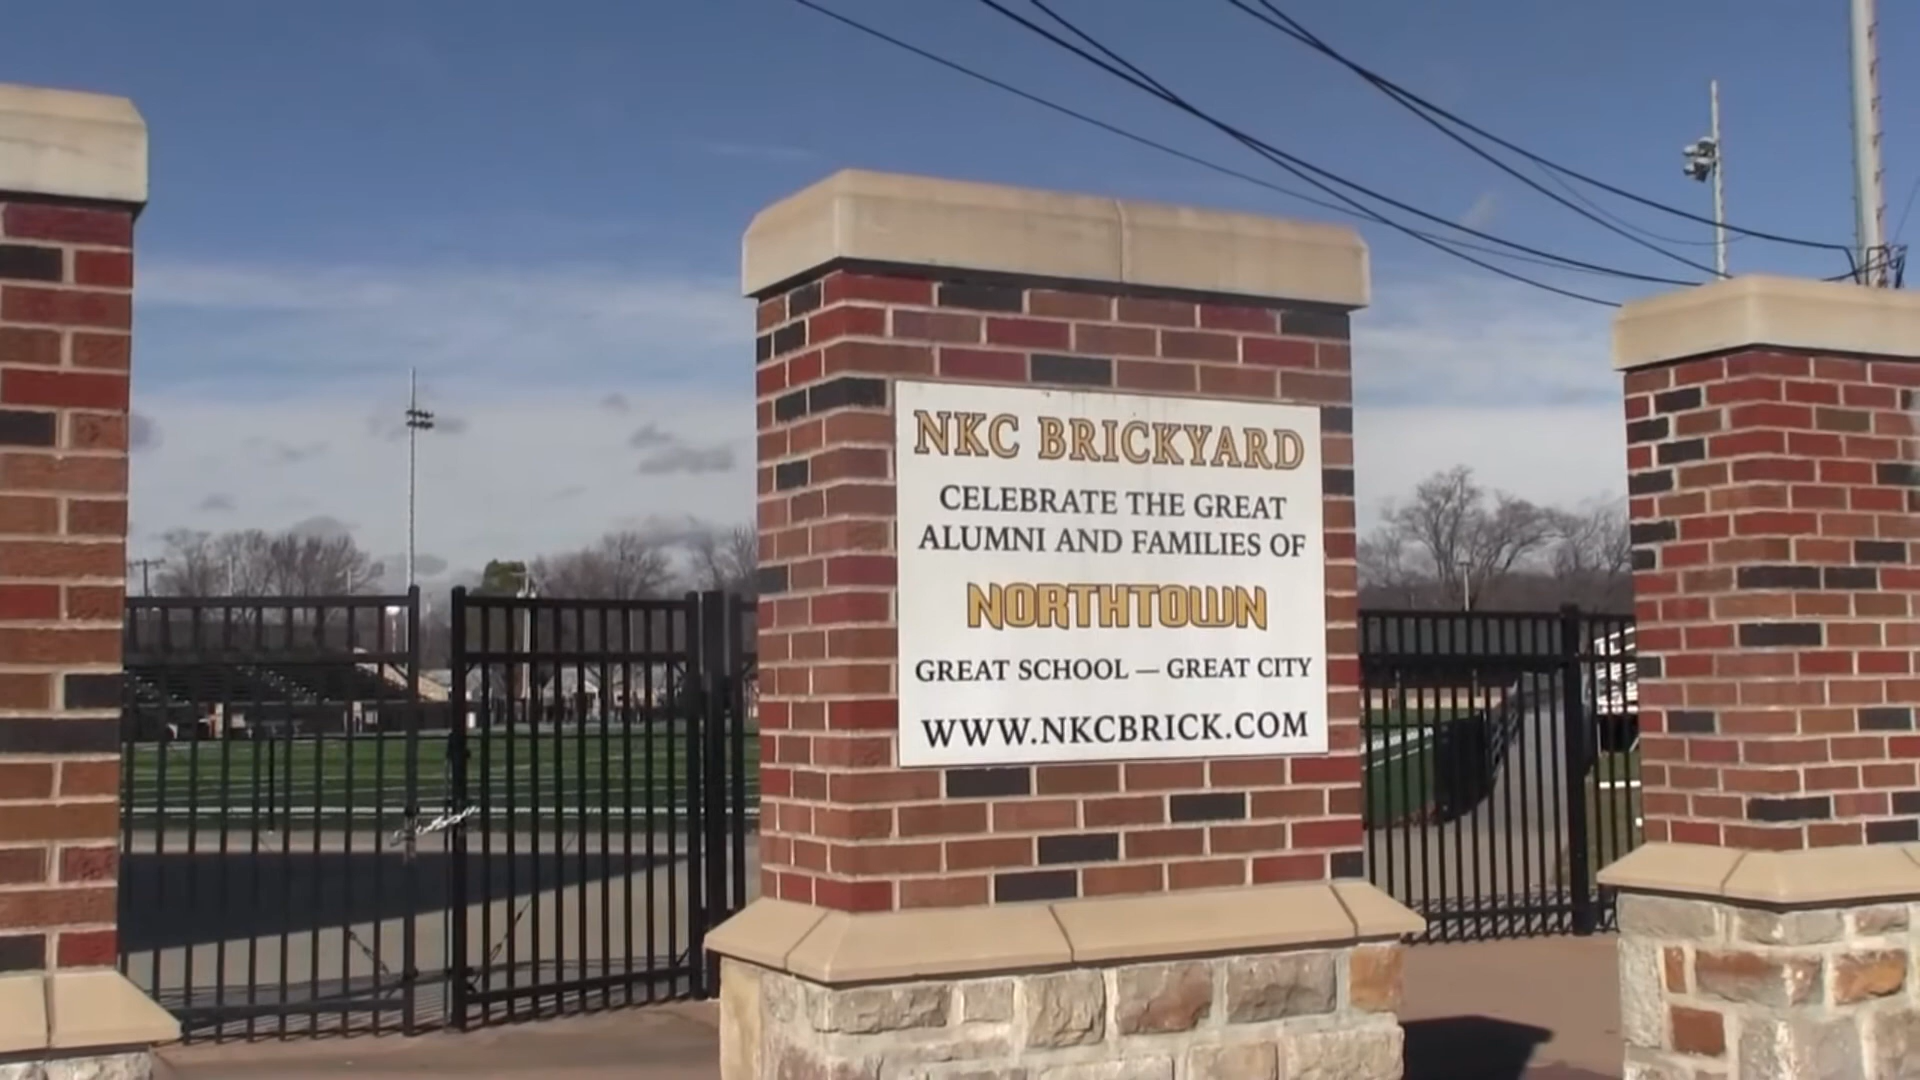 NKC BRICKYARD
CELEBRATE THE GREAT
ALUMNI AND FAMILIES OF
NORTHTOWN
GREAT SCHOOL — GREAT CITY
WWW.NKCBRICK.COM